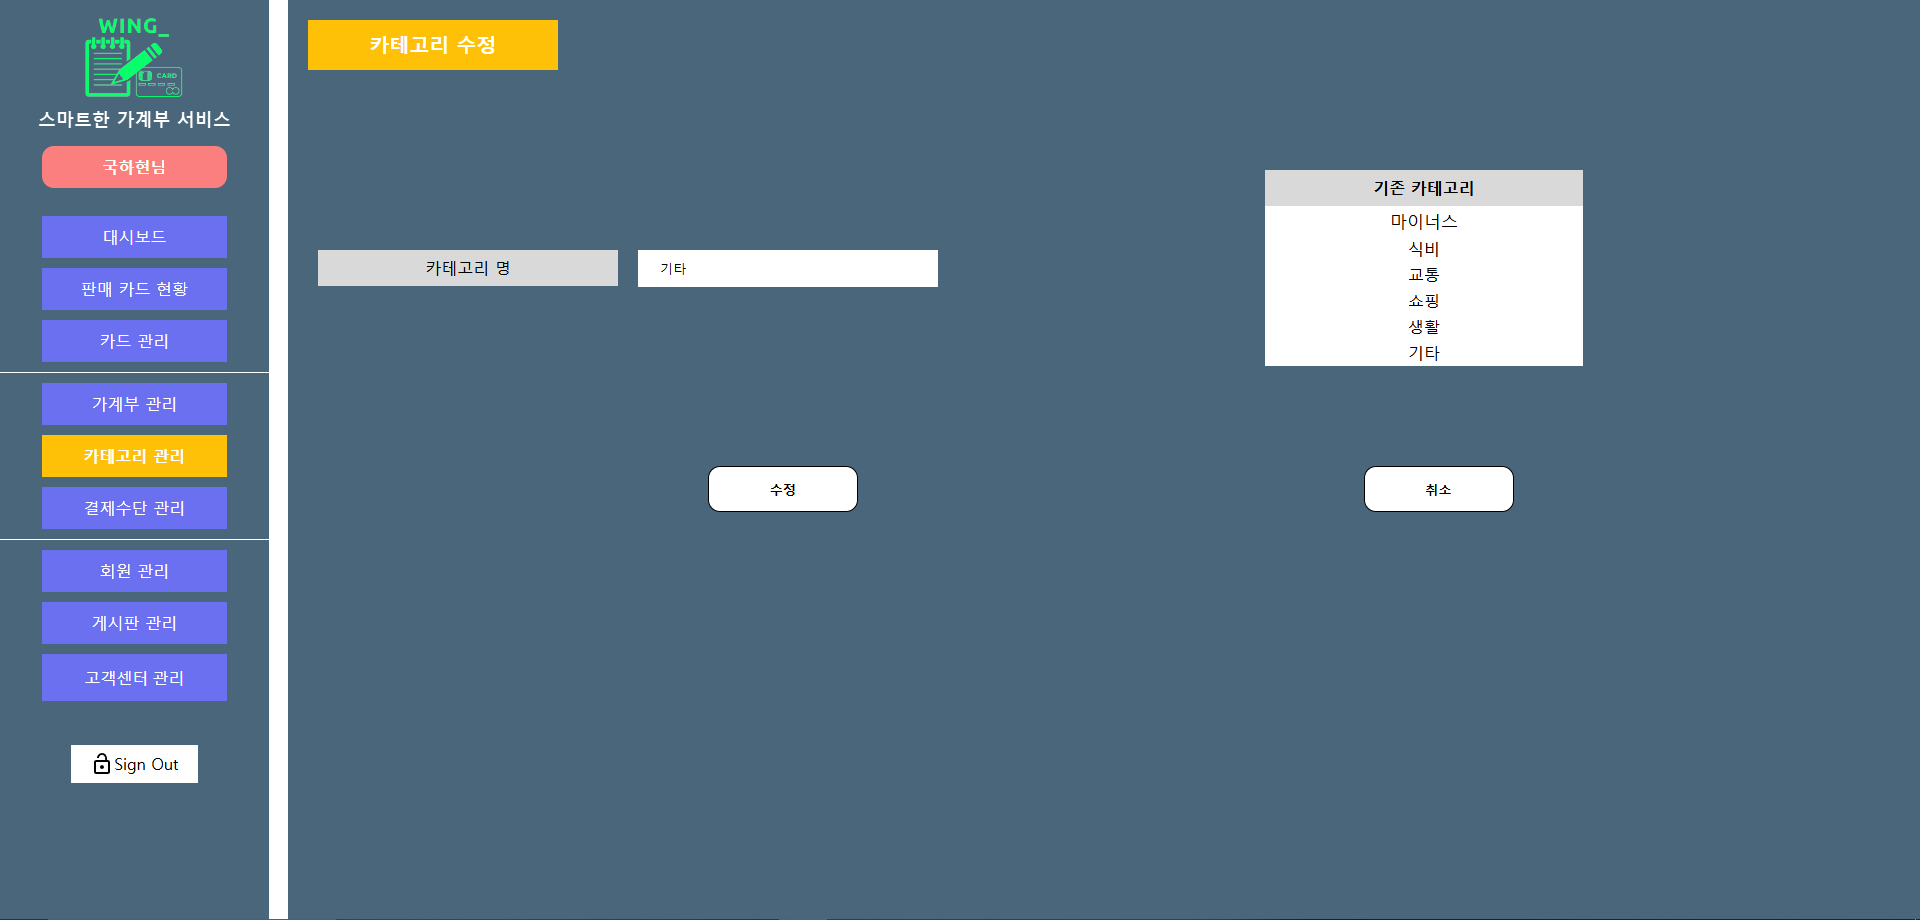 WING_
CARD
스마트한 가계부 서비스
국하현님
대시보드
판매 카드 현황
카드 관리
가계부 관리
카테고리 관리
결제수단 관리
회원 관리
게시판 관리
고객센터 관리
Sign Out
카테고리 수정
카테고리 명
기타
기존 카테고리
마이너스
식비
교통
쇼핑
생활
기타
수정
취소